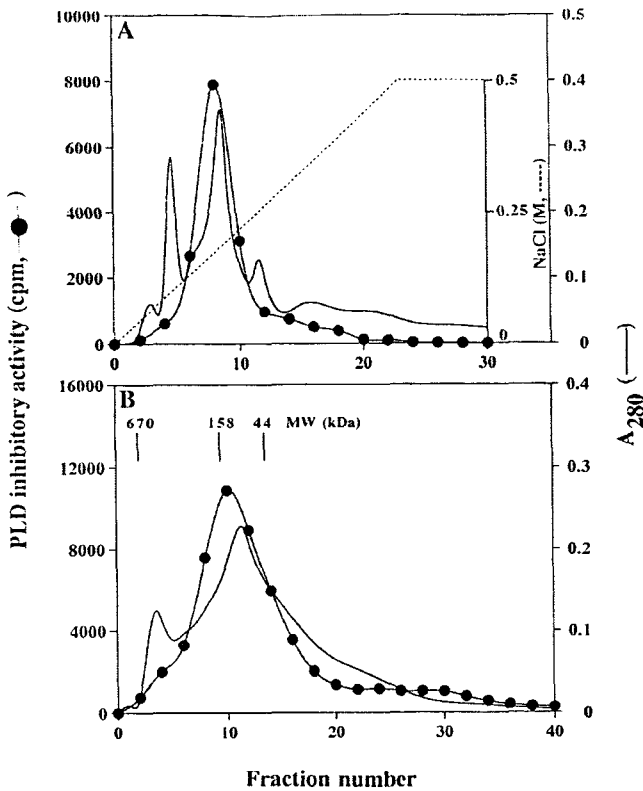 A
10000
8000
6000
4000
2000
0
0 10 20 30
0.5
0.25
0
NaCl (M, ------)
0.5
0.4
0.3
0.2
0.1
0
B
670 158 44 MW (kDa)
16000
12000
8000
4000
0
0 10 20 30 40
0.4
0.3
0.2
0.1
0
PLD inhibitory activity (cpm, —●—)
A280 (——)
Fraction number